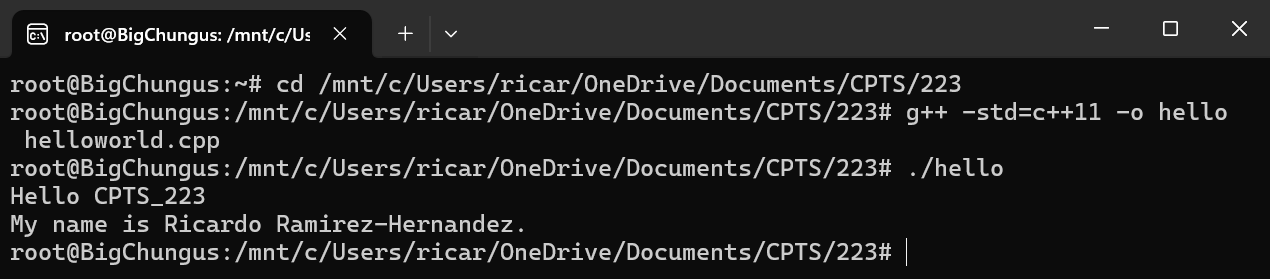 root@BigChungus: /mnt/c/Us
root@BigChungus:~# cd /mnt/c/Users/ricar/OneDrive/Documents/CPTS/223
root@BigChungus:/mnt/c/Users/ricar/OneDrive/Documents/CPTS/223# g++ -std=c++11 -o hello
 helloworld.cpp
root@BigChungus:/mnt/c/Users/ricar/OneDrive/Documents/CPTS/223# ./hello
Hello CPTS_223
My name is Ricardo Ramirez-Hernandez.
root@BigChungus:/mnt/c/Users/ricar/OneDrive/Documents/CPTS/223#